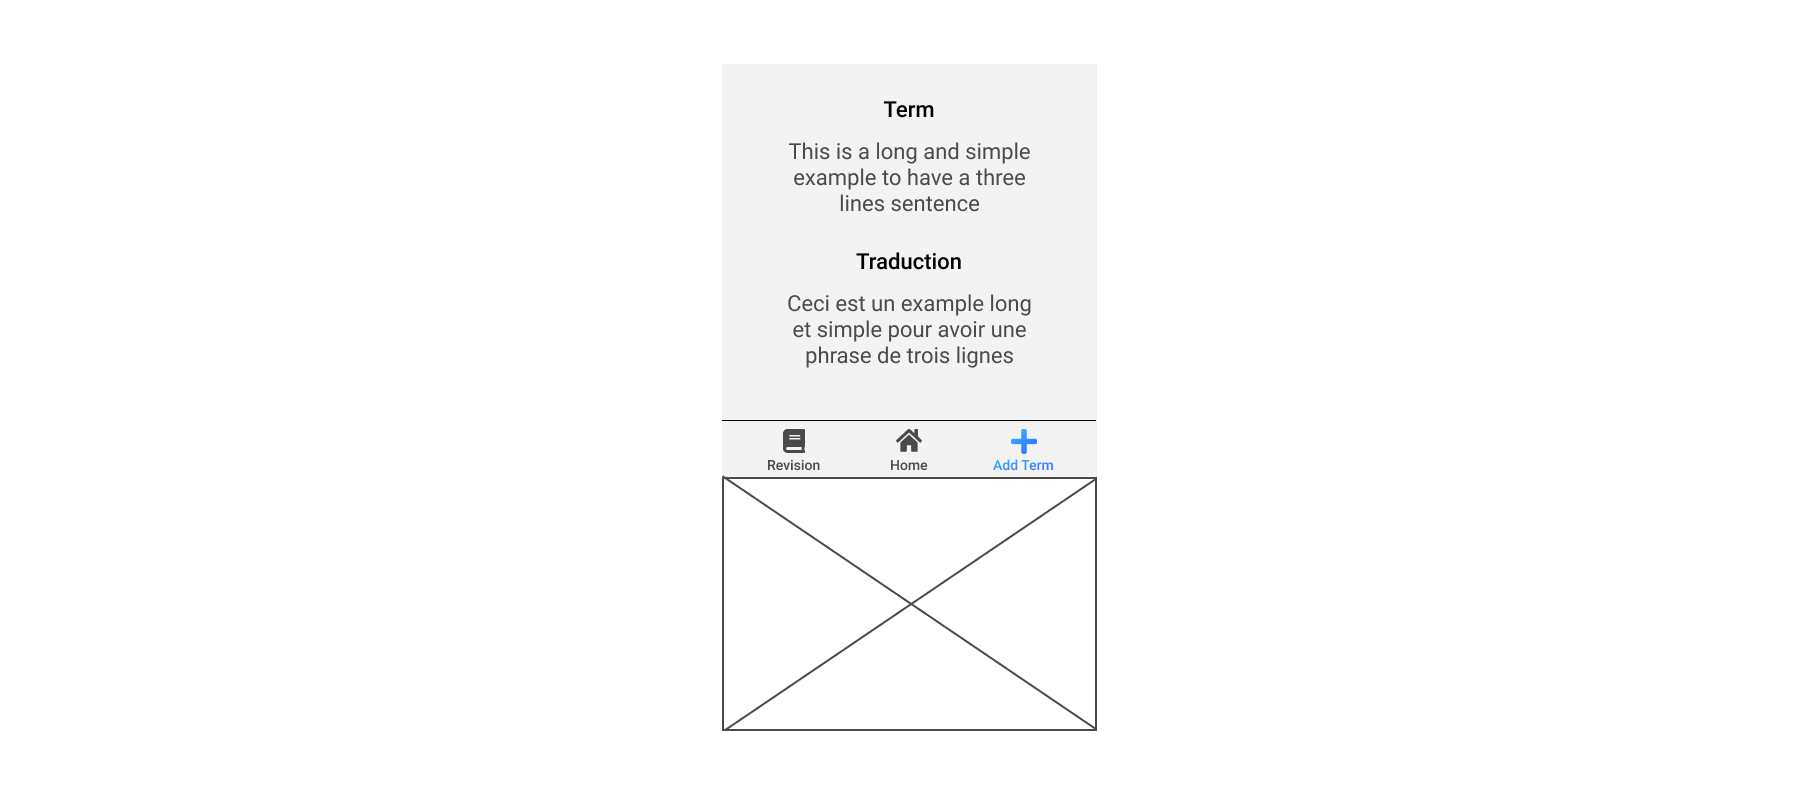 Term
This is a long and simple
example to have a three
lines sentence
Traduction
Ceci est un example long
et simple pour avoir une
phrase de trois lignes
Revision
Home
Add Term